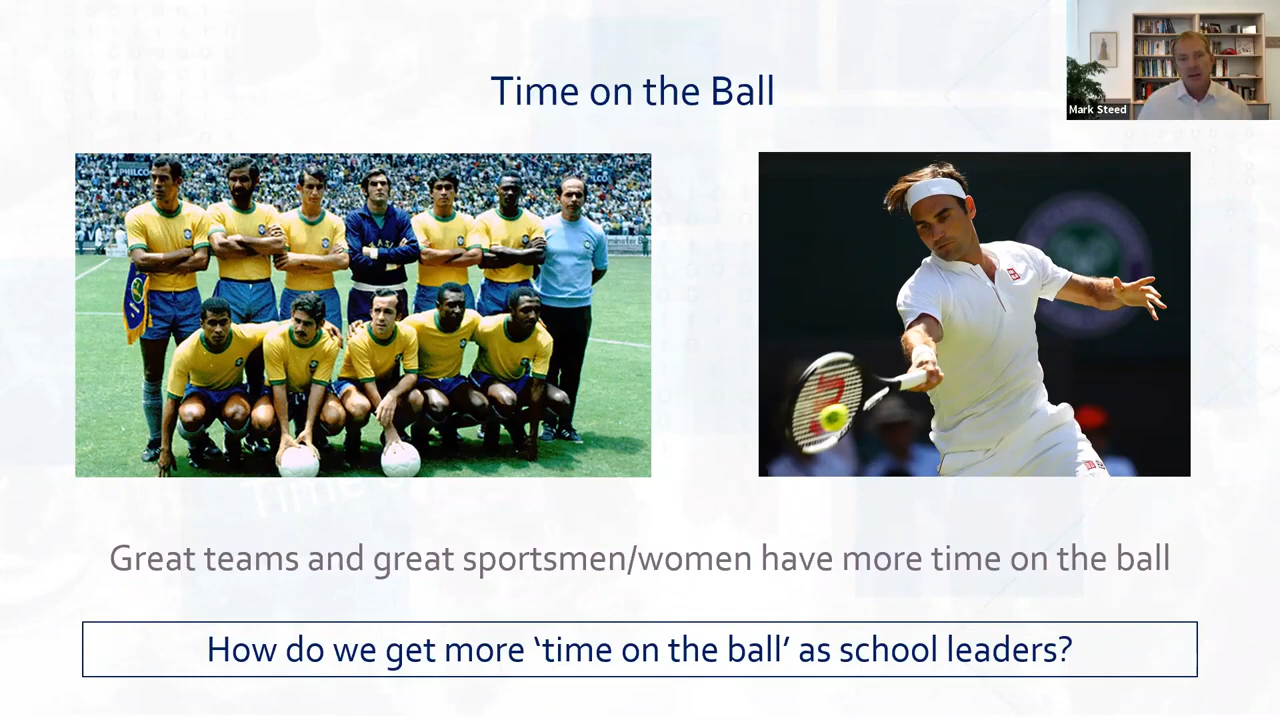 Time on the Ball
Mark Steed
PHILCO
Great teams and great sportsmen/women have more time on the ball
How do we get more ‘time on the ball’ as school leaders?